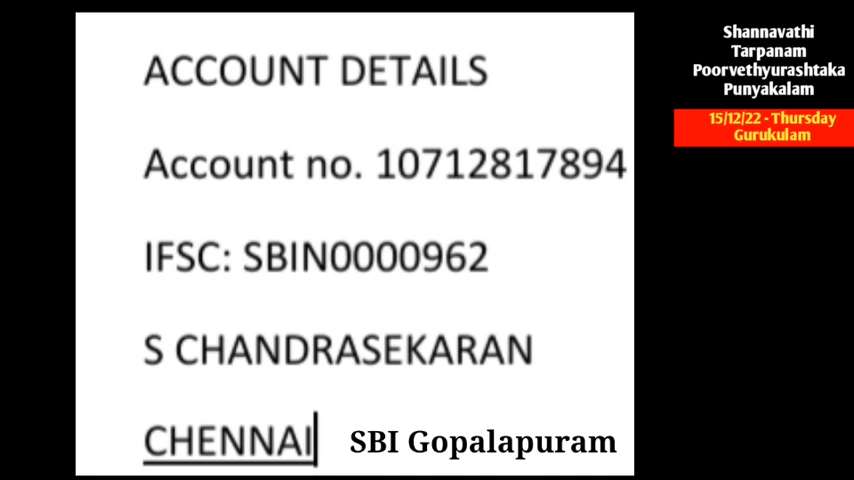 ACCOUNT DETAILS
Account no. 10712817894
IFSC: SBIN0000962
S CHANDRASEKARAN
CHENNAI SBI Gopalapuram
Shannavathi
Tarpanam
Poorvethyurashtaka
Punyakalam
15/12/22 - Thursday
Gurukulam